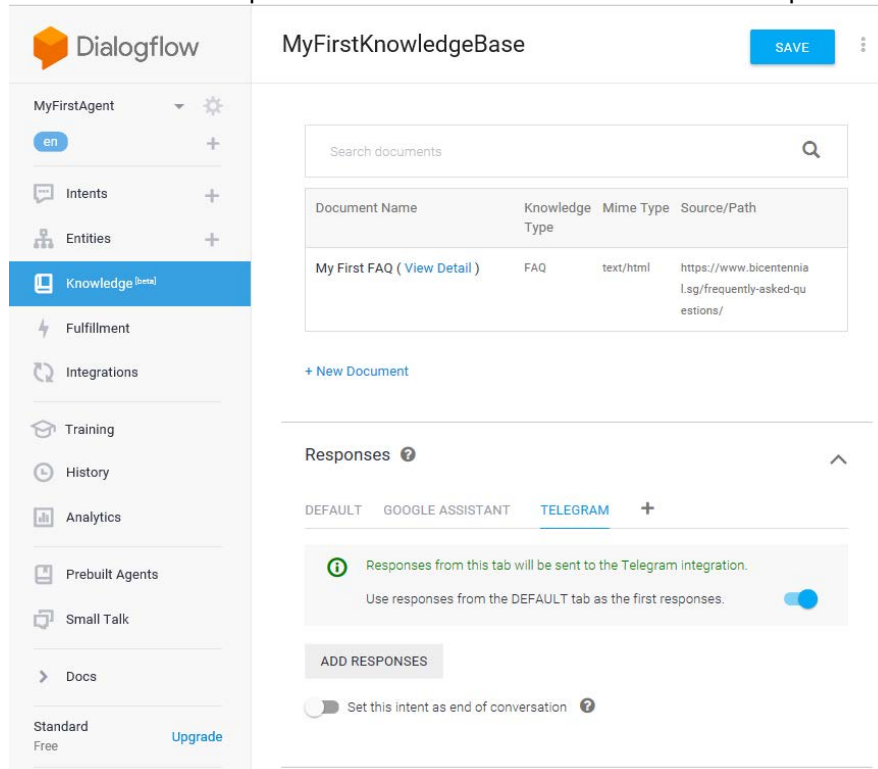 Dialogflow
MyFirstKnowledgeBase
SAVE
MyFirstAgent
en
Intents
Entities
Knowledge [beta]
Fulfillment
Integrations
Training
History
Analytics
Prebuilt Agents
Small Talk
Docs
Standard
Free
Upgrade
Search documents
Document Name
Knowledge
Type
Mime Type
Source/Path
My First FAQ ( View Detail )
FAQ
text/html
https://www.bicentennia
l.sg/frequently-asked-qu
estions/
+ New Document
Responses
DEFAULT GOOGLE ASSISTANT TELEGRAM +
Responses from this tab will be sent to the Telegram integration.
Use responses from the DEFAULT tab as the first responses.
ADD RESPONSES
Set this intent as end of conversation